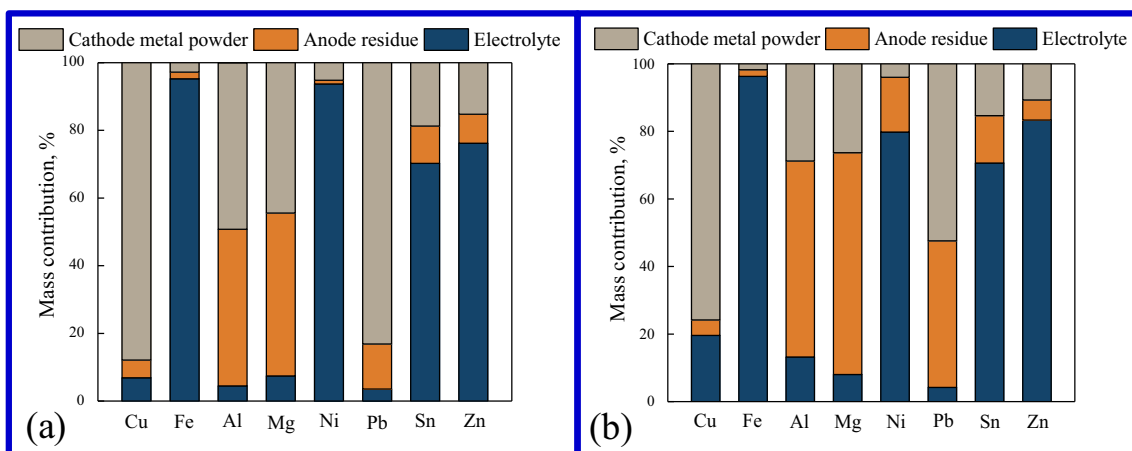 Cathode metal powder Anode residue Electrolyte
Mass contribution, %
100
80
60
40
20
0
Cu Fe Al Mg Ni Pb Sn Zn
(a)
Cathode metal powder Anode residue Electrolyte
Mass contribution, %
100
80
60
40
20
0
Cu Fe Al Mg Ni Pb Sn Zn
(b)